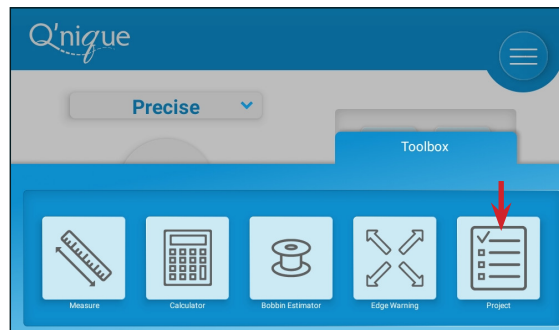 Q'nique
Precise
Toolbox
Measure
Calculator
Bobbin Estimator
Edge Warning
Project